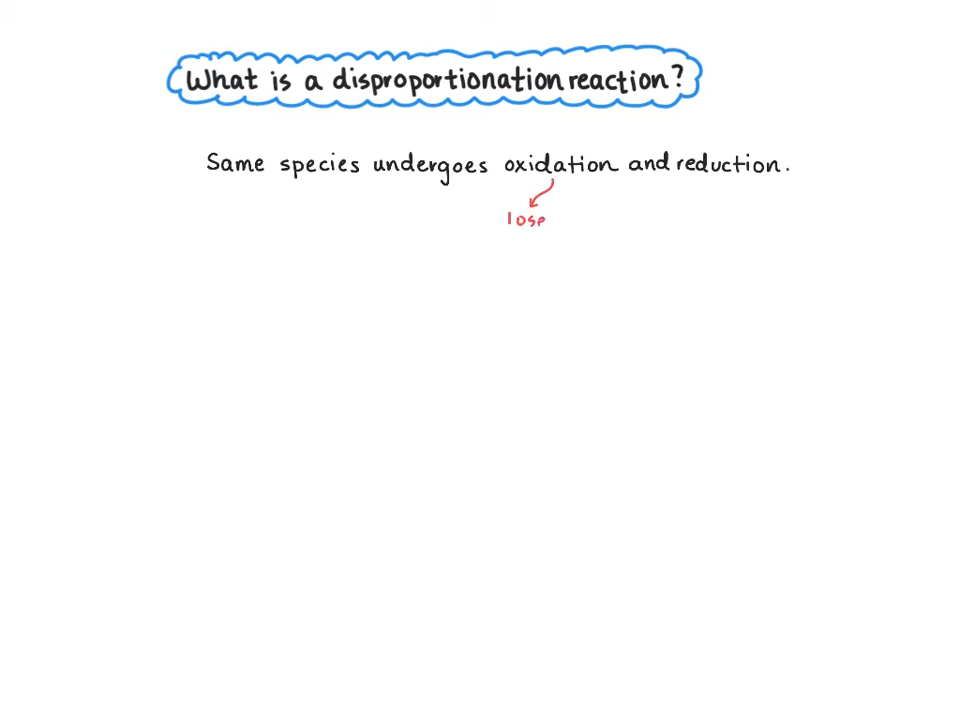 What is a disproportionation reaction?
Same species undergoes oxidation and reduction.
lose